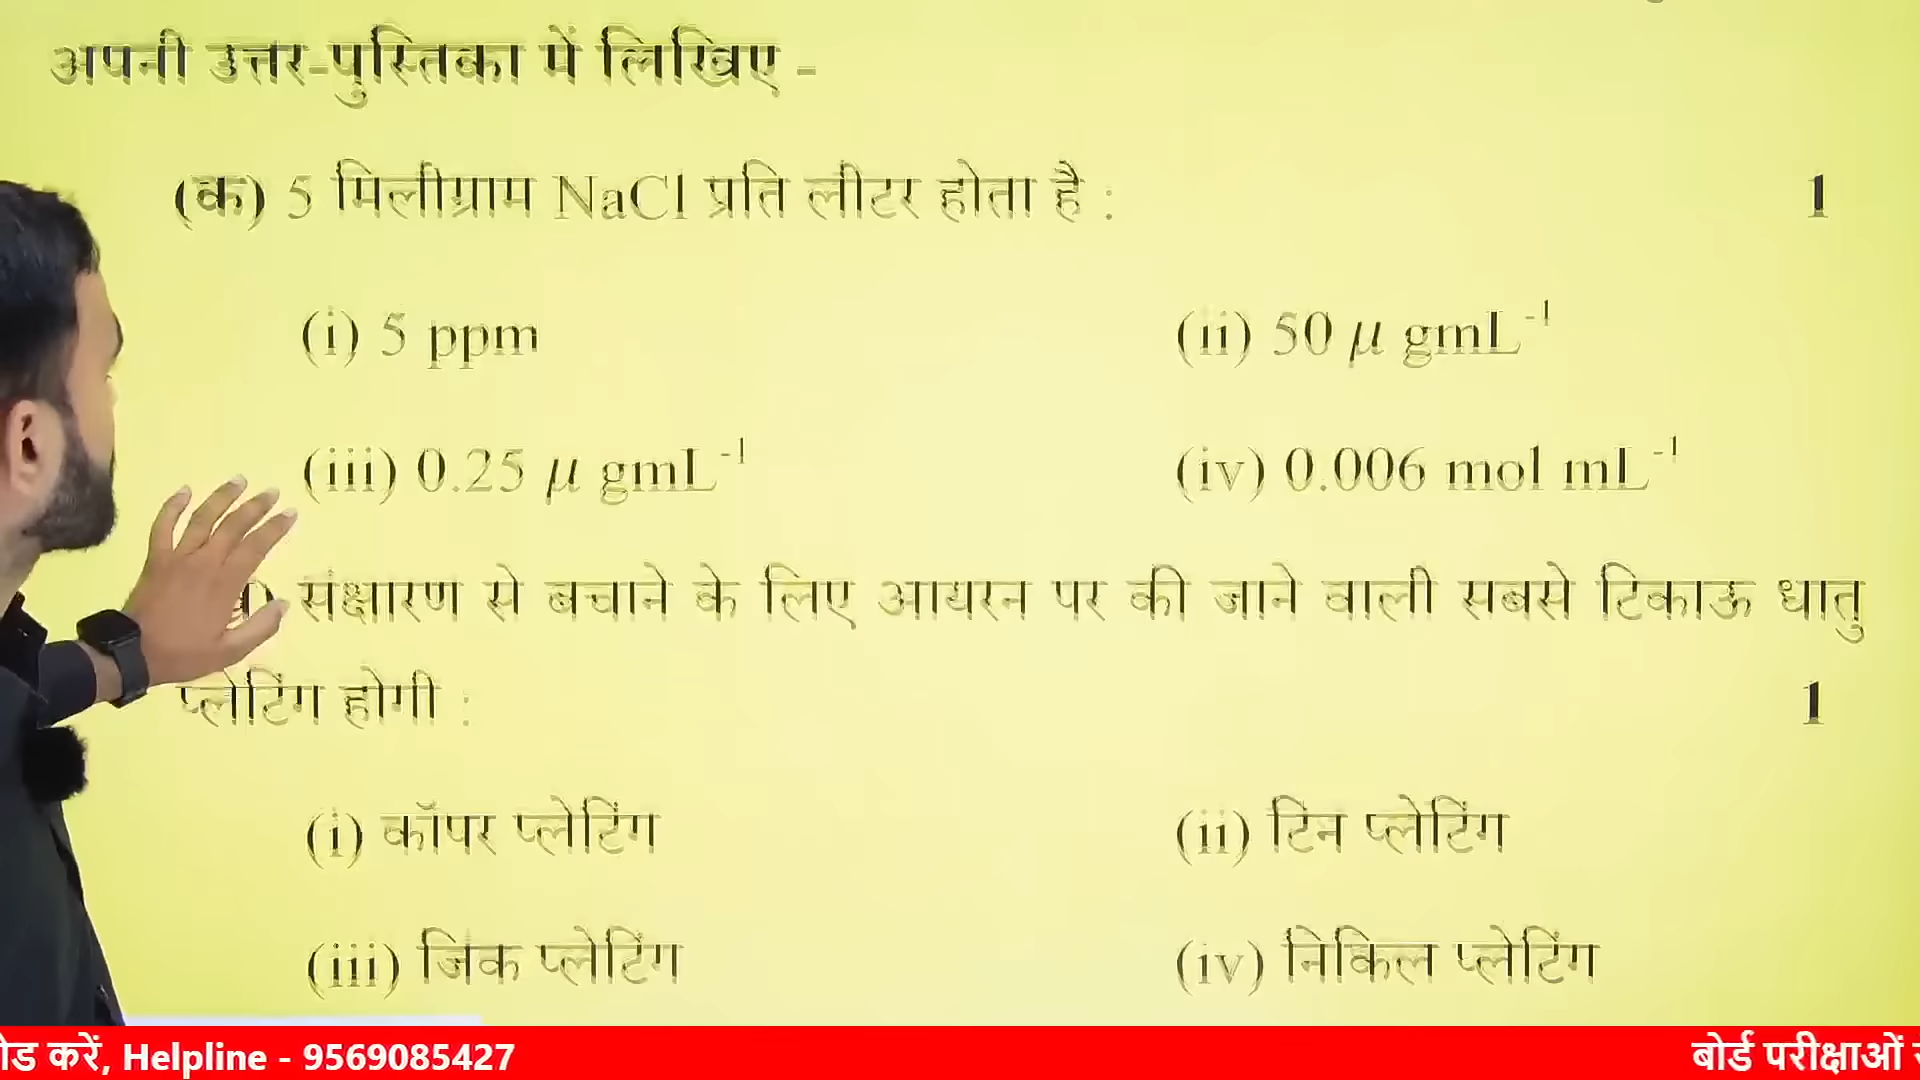 अपनी उत्तर-पुस्तिका में लिखिए -
(क) 5 मिलीग्राम NaCl प्रति लीटर होता है : 1
(i) 5 ppm (ii) 50 μ gmL⁻¹
(iii) 0.25 μ gmL⁻¹ (iv) 0.006 mol mL⁻¹
संक्षारण से बचाने के लिए आयरन पर की जाने वाली सबसे टिकाऊ धातु
प्लेटिंग होगी : 1
(i) कॉपर प्लेटिंग (ii) टिन प्लेटिंग
(iii) जिंक प्लेटिंग (iv) निकिल प्लेटिंग
करें, Helpline - 9569085427 बोर्ड परीक्षाओं